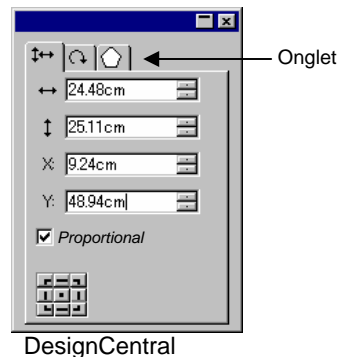 Onglet
24.48cm
25.11cm
X: 9.24cm
Y: 48.94cm
Proportional
DesignCentral